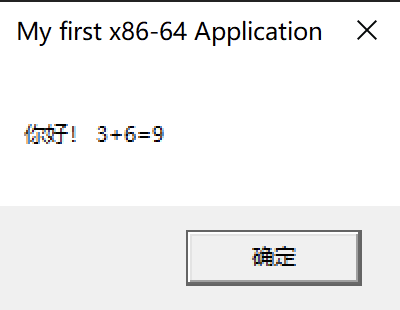 My first x86-64 Application
你好! 3+6=9
确定